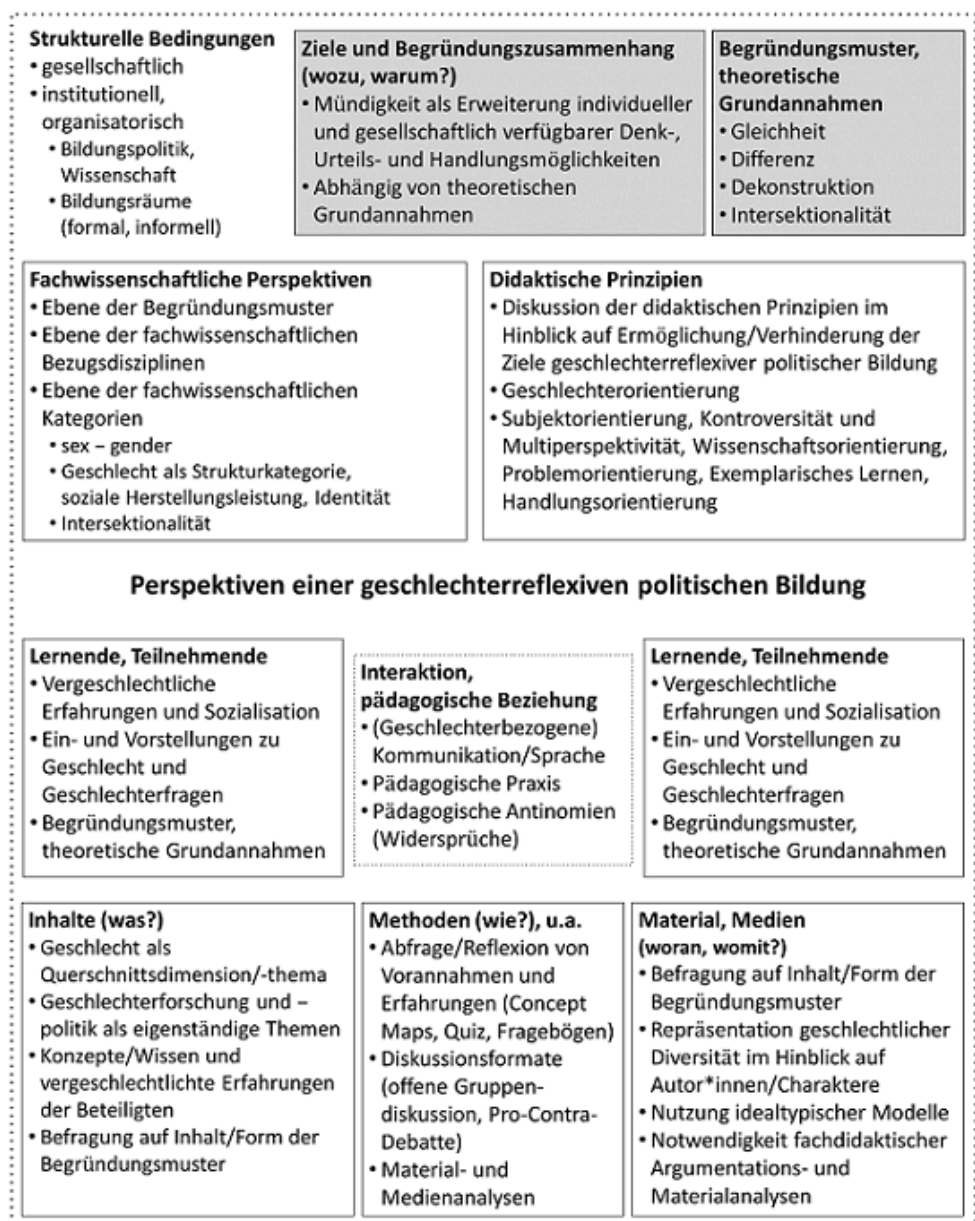 Strukturelle Bedingungen
• gesellschaftlich
• institutionell,
organisatorisch
• Bildungspolitik,
Wissenschaft
• Bildungsräume
(formal, informell)
Ziele und Begründungszusammenhang
(wozu, warum?)
• Mündigkeit als Erweiterung individueller
und gesellschaftlich verfügbarer Denk-,
Urteils- und Handlungsmöglichkeiten
• Abhängig von theoretischen
Grundannahmen
Begründungsmuster,
theoretische
Grundannahmen
• Gleichheit
• Differenz
• Dekonstruktion
• Intersektionalität
Fachwissenschaftliche Perspektiven
• Ebene der Begründungsmuster
• Ebene der fachwissenschaftlichen
Bezugsdisziplinen
• Ebene der fachwissenschaftlichen
Kategorien
• sex – gender
• Geschlecht als Strukturkategorie,
soziale Herstellungsleistung, Identität
• Intersektionalität
Didaktische Prinzipien
• Diskussion der didaktischen Prinzipien im
Hinblick auf Ermöglichung/Verhinderung der
Ziele geschlechterreflexiver politischer Bildung
• Geschlechterorientierung
• Subjektorientierung, Kontroversität und
Multiperspektivität, Wissenschaftsorientierung,
Problemorientierung, Exemplarisches Lernen,
Handlungsorientierung
Perspektiven einer geschlechterreflexiven politischen Bildung
Lernende, Teilnehmende
• Vergeschlechtliche
Erfahrungen und Sozialisation
• Ein- und Vorstellungen zu
Geschlecht und
Geschlechterfragen
• Begründungsmuster,
theoretische Grundannahmen
Interaktion,
pädagogische Beziehung
• (Geschlechterbezogene)
Kommunikation/Sprache
• Pädagogische Praxis
• Pädagogische Antinomien
(Widersprüche)
Lernende, Teilnehmende
• Vergeschlechtliche
Erfahrungen und Sozialisation
• Ein- und Vorstellungen zu
Geschlecht und
Geschlechterfragen
• Begründungsmuster,
theoretische Grundannahmen
Inhalte (was?)
• Geschlecht als
Querschnittsdimension/-thema
• Geschlechterforschung und –
politik als eigenständige Themen
• Konzepte/Wissen und
vergeschlechtlichte Erfahrungen
der Beteiligten
• Befragung auf Inhalt/Form der
Begründungsmuster
Methoden (wie?), u.a.
• Abfrage/Reflexion von
Vorannahmen und
Erfahrungen (Concept
Maps, Quiz, Fragebögen)
• Diskussionsformate
(offene Gruppen-
diskussion, Pro-Contra-
Debatte)
• Material- und
Medienanalysen
Material, Medien
(woran, womit?)
• Befragung auf Inhalt/Form der
Begründungsmuster
• Repräsentation geschlechtlicher
Diversität im Hinblick auf
Autor*innen/Charaktere
• Nutzung idealtypischer Modelle
• Notwendigkeit fachdidaktischer
Argumentations- und
Materialanalysen